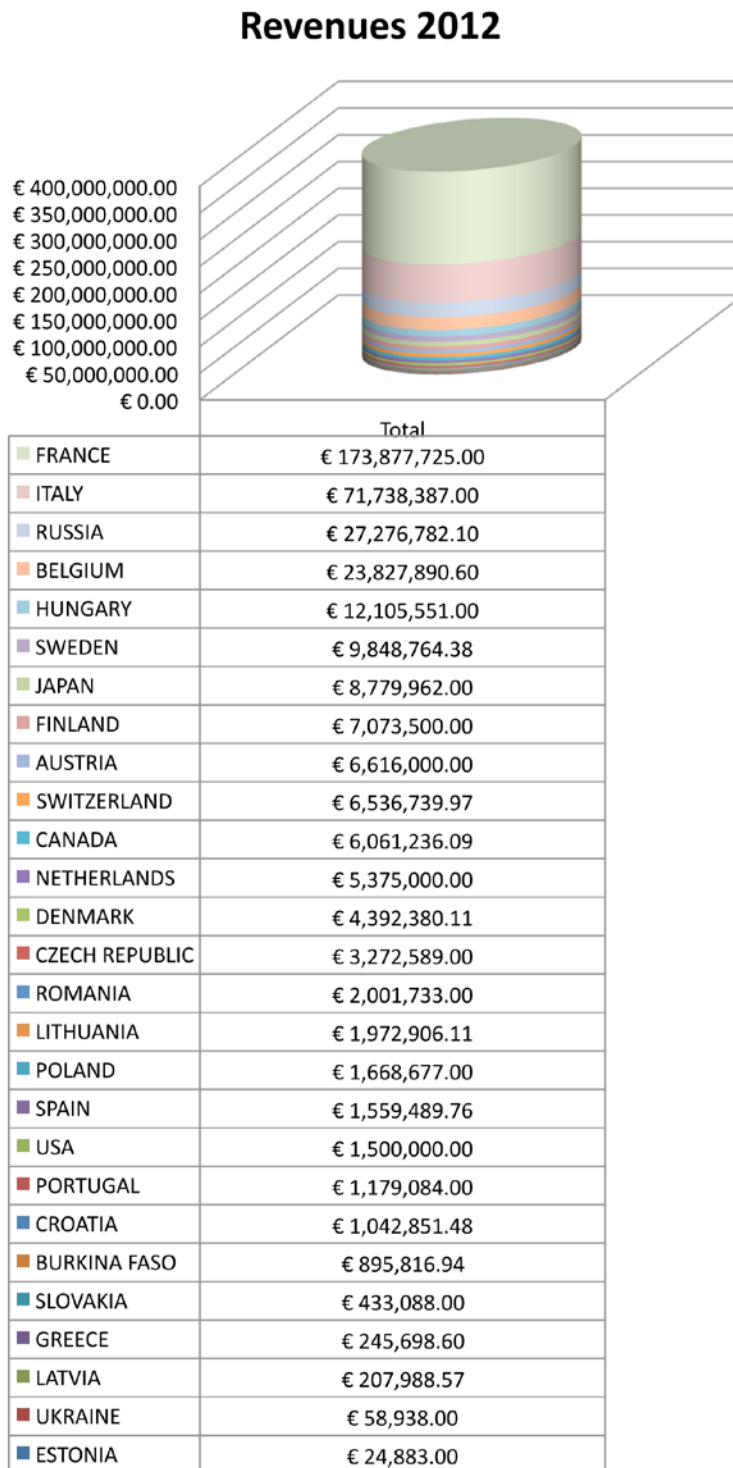 Revenues 2012
€ 400,000,000.00
€ 350,000,000.00
€ 300,000,000.00
€ 250,000,000.00
€ 200,000,000.00
€ 150,000,000.00
€ 100,000,000.00
€ 50,000,000.00
€ 0.00
Total
FRANCE € 173,877,725.00
ITALY € 71,738,387.00
RUSSIA € 27,276,782.10
BELGIUM € 23,827,890.60
HUNGARY € 12,105,551.00
SWEDEN € 9,848,764.38
JAPAN € 8,779,962.00
FINLAND € 7,073,500.00
AUSTRIA € 6,616,000.00
SWITZERLAND € 6,536,739.97
CANADA € 6,061,236.09
NETHERLANDS € 5,375,000.00
DENMARK € 4,392,380.11
CZECH REPUBLIC € 3,272,589.00
ROMANIA € 2,001,733.00
LITHUANIA € 1,972,906.11
POLAND € 1,668,677.00
SPAIN € 1,559,489.76
USA € 1,500,000.00
PORTUGAL € 1,179,084.00
CROATIA € 1,042,851.48
BURKINA FASO € 895,816.94
SLOVAKIA € 433,088.00
GREECE € 245,698.60
LATVIA € 207,988.57
UKRAINE € 58,938.00
ESTONIA € 24,883.00